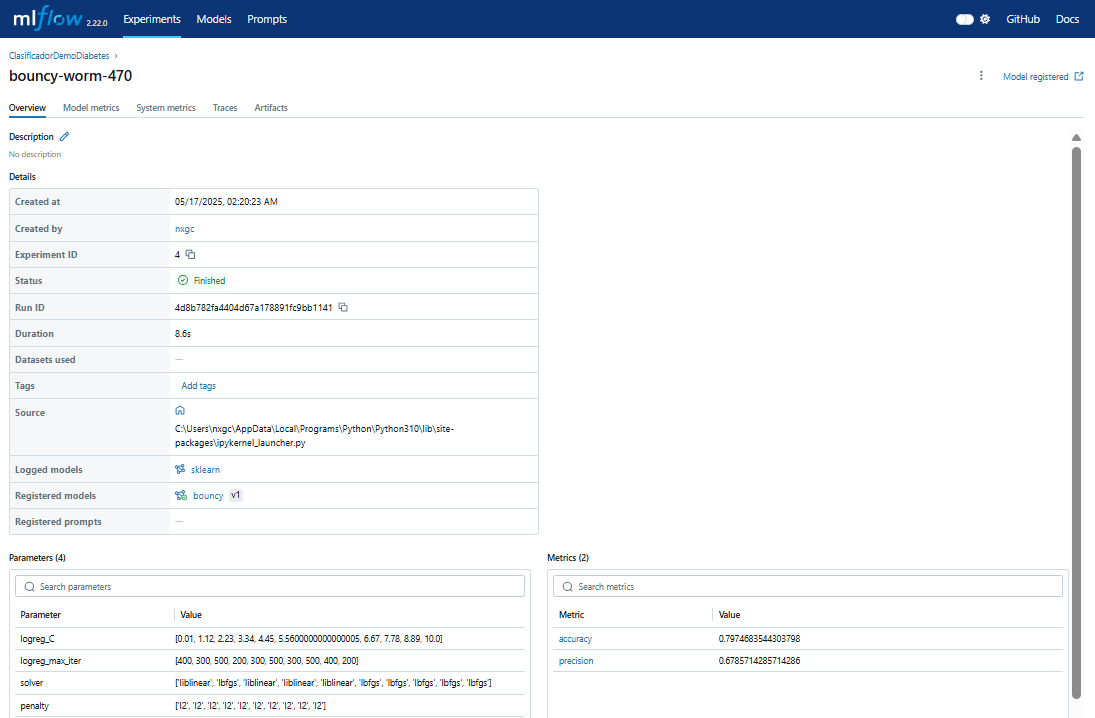 mlflow 2.22.0 Experiments Models Prompts GitHub Docs
ClasificadorDemoDiabetes
bouncy-worm-470
Model registered
Overview Model metrics System metrics Traces Artifacts
Description
No description
Details
Created at 05/17/2025, 02:20:23 AM
Created by nxgc
Experiment ID 4
Status Finished
Run ID 4d8b782fa4404d67a178891fc9bb1141
Duration 8.6s
Datasets used —
Tags Add tags
Source
C:\Users\nxgc\AppData\Local\Programs\Python\Python310\lib\site-
packages\ipykernel_launcher.py
Logged models sklearn
Registered models bouncy v1
Registered prompts —
Parameters (4)
Search parameters
Parameter Value
logreg_C [0.01, 1.12, 2.23, 3.34, 4.45, 5.5600000000000005, 6.67, 7.78, 8.89, 10.0]
logreg_max_iter [400, 300, 500, 200, 300, 500, 300, 500, 400, 200]
solver ['liblinear', 'lbfgs', 'liblinear', 'liblinear', 'liblinear', 'lbfgs', 'lbfgs', 'lbfgs', 'lbfgs', 'lbfgs']
penalty ['l2', 'l2', 'l2', 'l2', 'l2', 'l2', 'l2', 'l2', 'l2', 'l2']
Metrics (2)
Search metrics
Metric Value
accuracy 0.7974683544303798
precision 0.6785714285714286